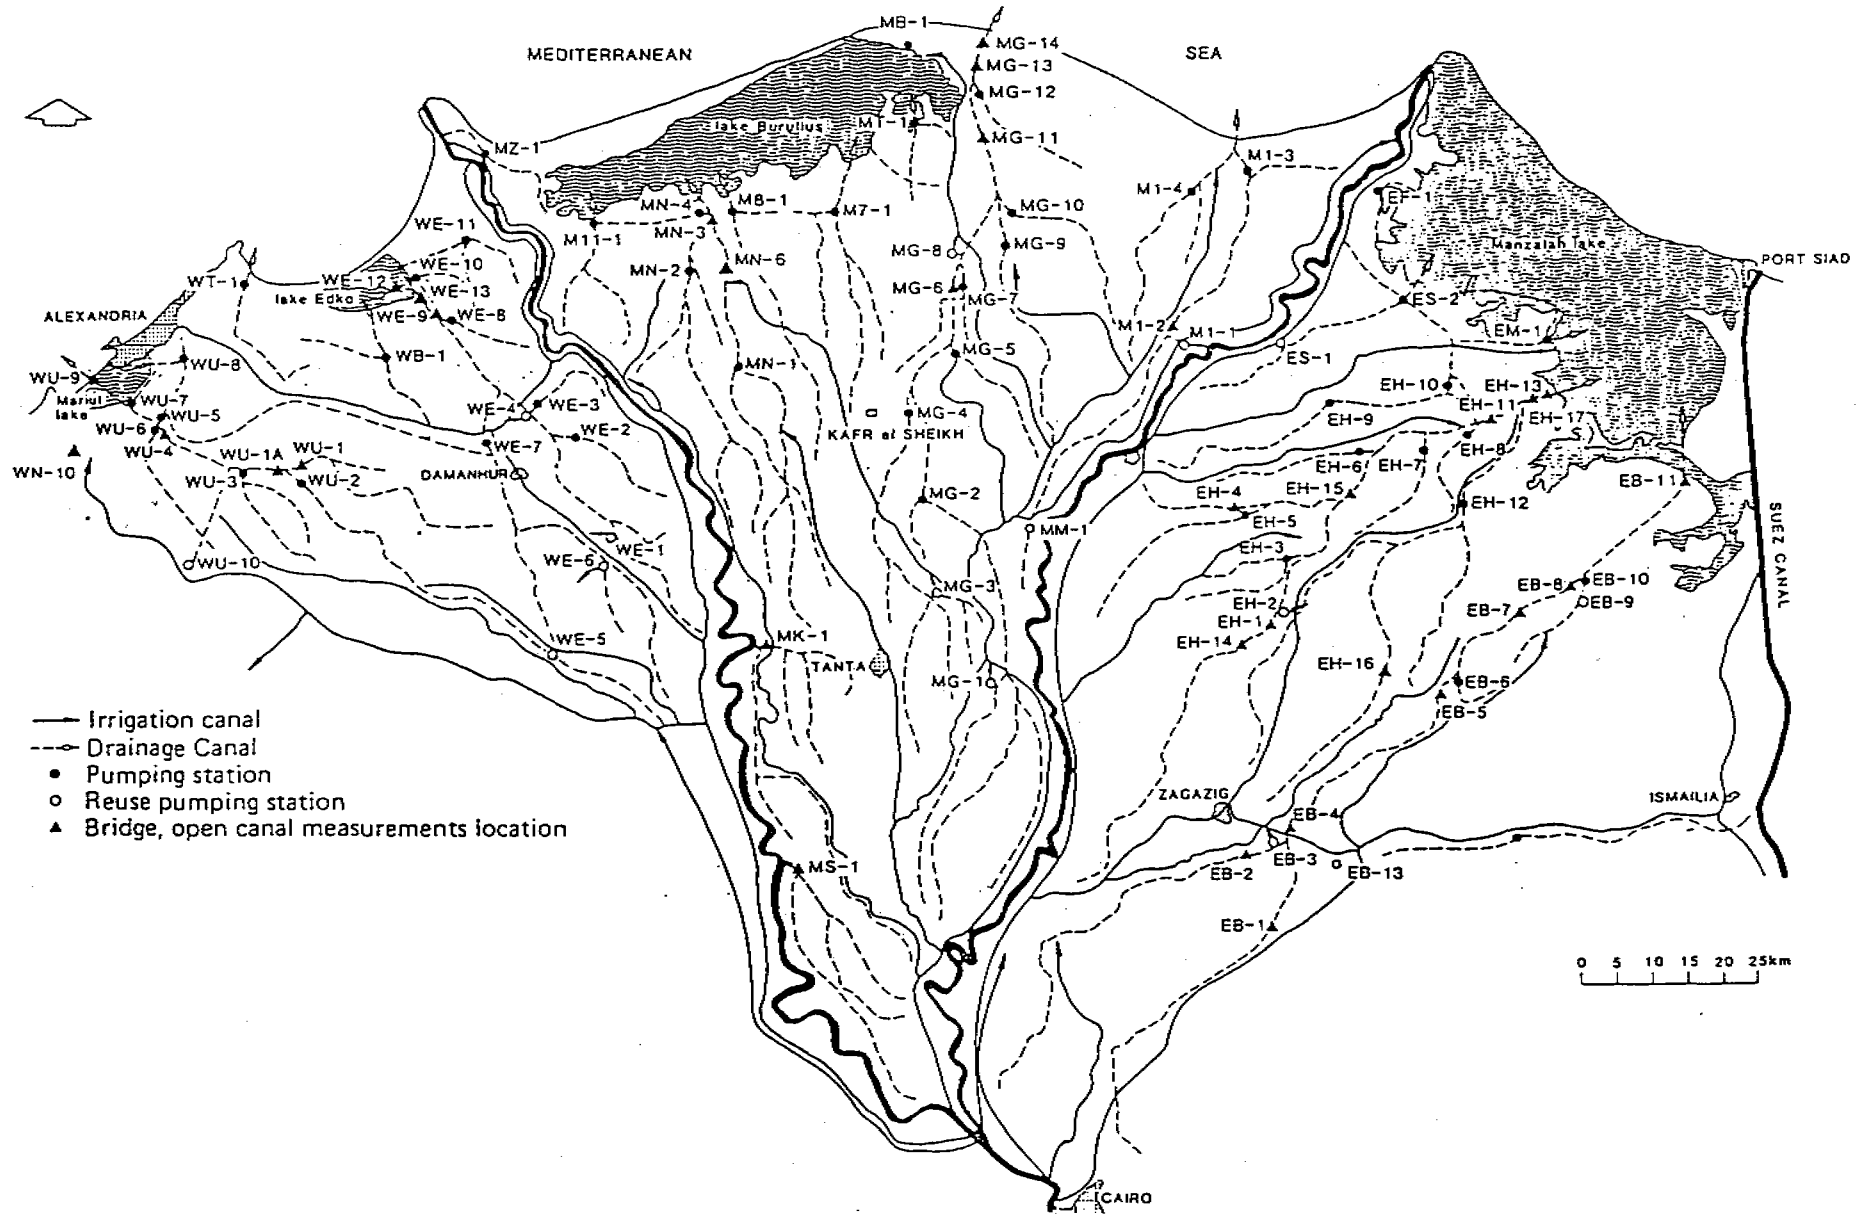 MB-1
MEDITERRANEAN
SEA
MG-14
MG-13
MG-12
lake Burullus
MT-1
MG-11
MZ-1
M1-3
M1-4
EF-1
MN-4
M8-1
M7-1
MG-10
WE-11
M11-1
MN-3
MG-8
MG-9
Manzalah lake
PORT SIAD
WE-10
MN-2
MN-6
WT-1
WE-12
WE-13
lake Edko
MG-6
MG-7
ES-2
ALEXANDRIA
WE-9
WE-8
M1-2
M1-1
EM-1
WB-1
MN-1
MG-5
ES-1
WU-8
WU-9
Mariut
lake
WU-7
WU-5
WE-4
WE-3
EH-10
EH-13
EH-9
EH-11
EH-17
WU-6
MG-4
KAFR el SHEIKH
WE-2
WU-4
WE-7
EH-8
WU-1A
WU-1
WN-10
WU-3
WU-2
DAMANHUR
EH-6
EH-7
EB-11
MG-2
EH-4
EH-15
EH-12
SUEZ CANAL
EH-5
MM-1
WE-1
EH-3
WU-10
WE-6
MG-3
EB-8
EB-10
EB-9
EH-2
EB-7
EH-1
MK-1
EH-14
WE-5
TANTA
EH-16
MG-1
EB-6
EB-5
Irrigation canal
Drainage Canal
Pumping station
Reuse pumping station
Bridge, open canal measurements location
ZAGAZIG
ISMAILIA
EB-4
EB-3
EB-2
EB-13
MS-1
EB-1
0 5 10 15 20 25km
CAIRO